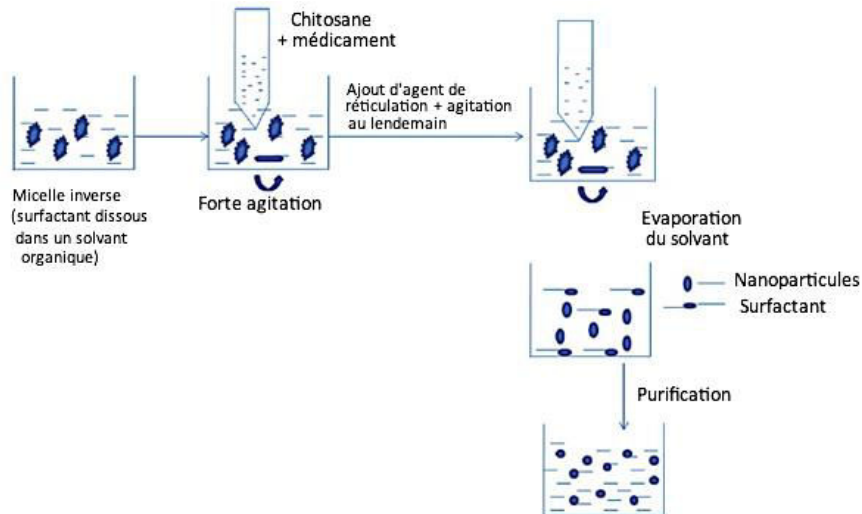 Chitosane
+ médicament
Ajout d'agent de
réticulation + agitation
au lendemain
Micelle inverse
(surfactant dissous
dans un solvant
organique)
Forte agitation
Evaporation
du solvant
Nanoparticules
Surfactant
Purification